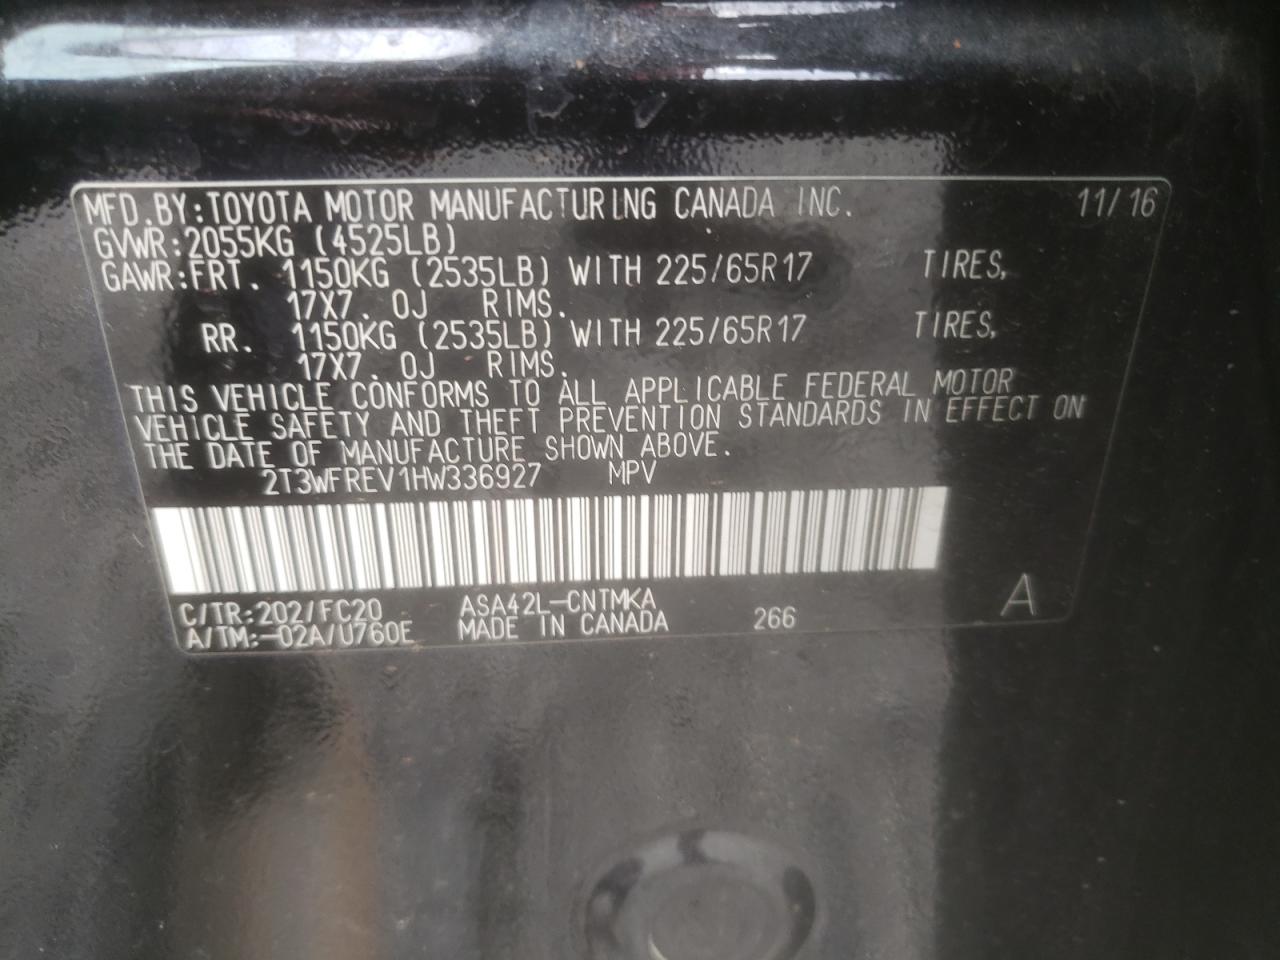 MFD.BY:TOYOTA MOTOR MANUFACTURING CANADA INC. 11/16
GVWR:2055KG (4525LB)
GAWR:FRT. 1150KG (2535LB) WITH 225/65R17 TIRES,
17X7.0J RIMS.
RR. 1150KG (2535LB) WITH 225/65R17 TIRES,
17X7.0J RIMS.
THIS VEHICLE CONFORMS TO ALL APPLICABLE FEDERAL MOTOR
VEHICLE SAFETY AND THEFT PREVENTION STANDARDS IN EFFECT ON
THE DATE OF MANUFACTURE SHOWN ABOVE.
2T3WFREV1HW336927 MPV
C/TR:202/FC20 ASA42L-CNTMKA A
A/TM:-02A/U760E MADE IN CANADA 266